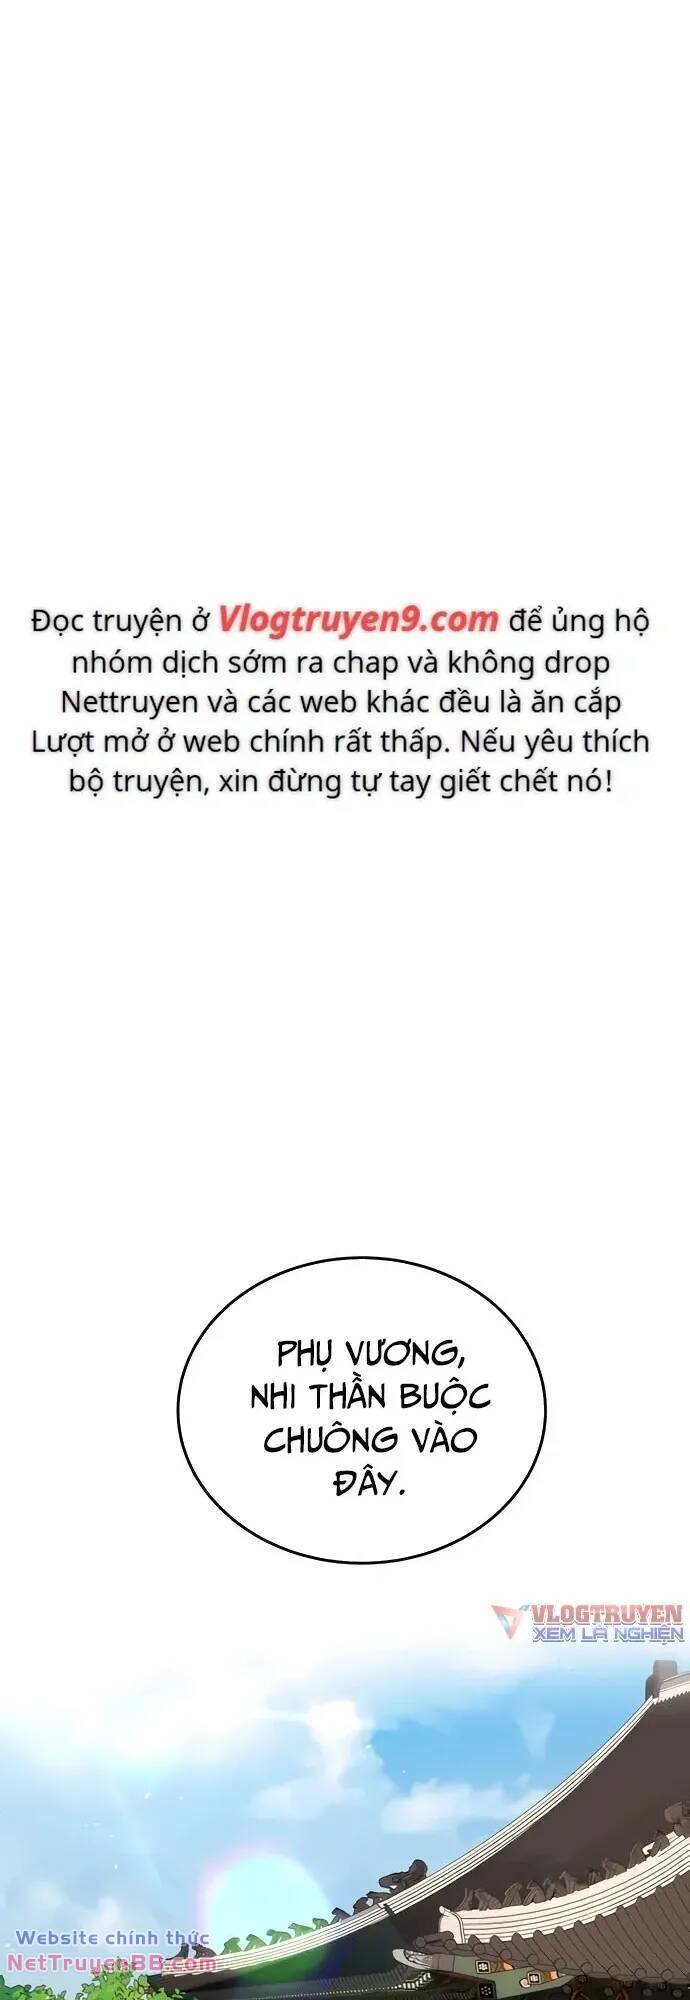 Đọc truyện ở Vlogtruyen9.com để ủng hộ
nhóm dịch sớm ra chap và không drop
Nettruyen và các web khác đều là ăn cắp
Lượt mở ở web chính rất thấp. Nếu yêu thích
bộ truyện, xin đừng tự tay giết chết nó!
PHỤ VƯƠNG,
NHI THẦN BUỘC
CHUÔNG VÀO
ĐÂY.
VLOGTRUYEN
XEM LÀ NGHIỆN
Website chính thức
NetTruyenBB.com